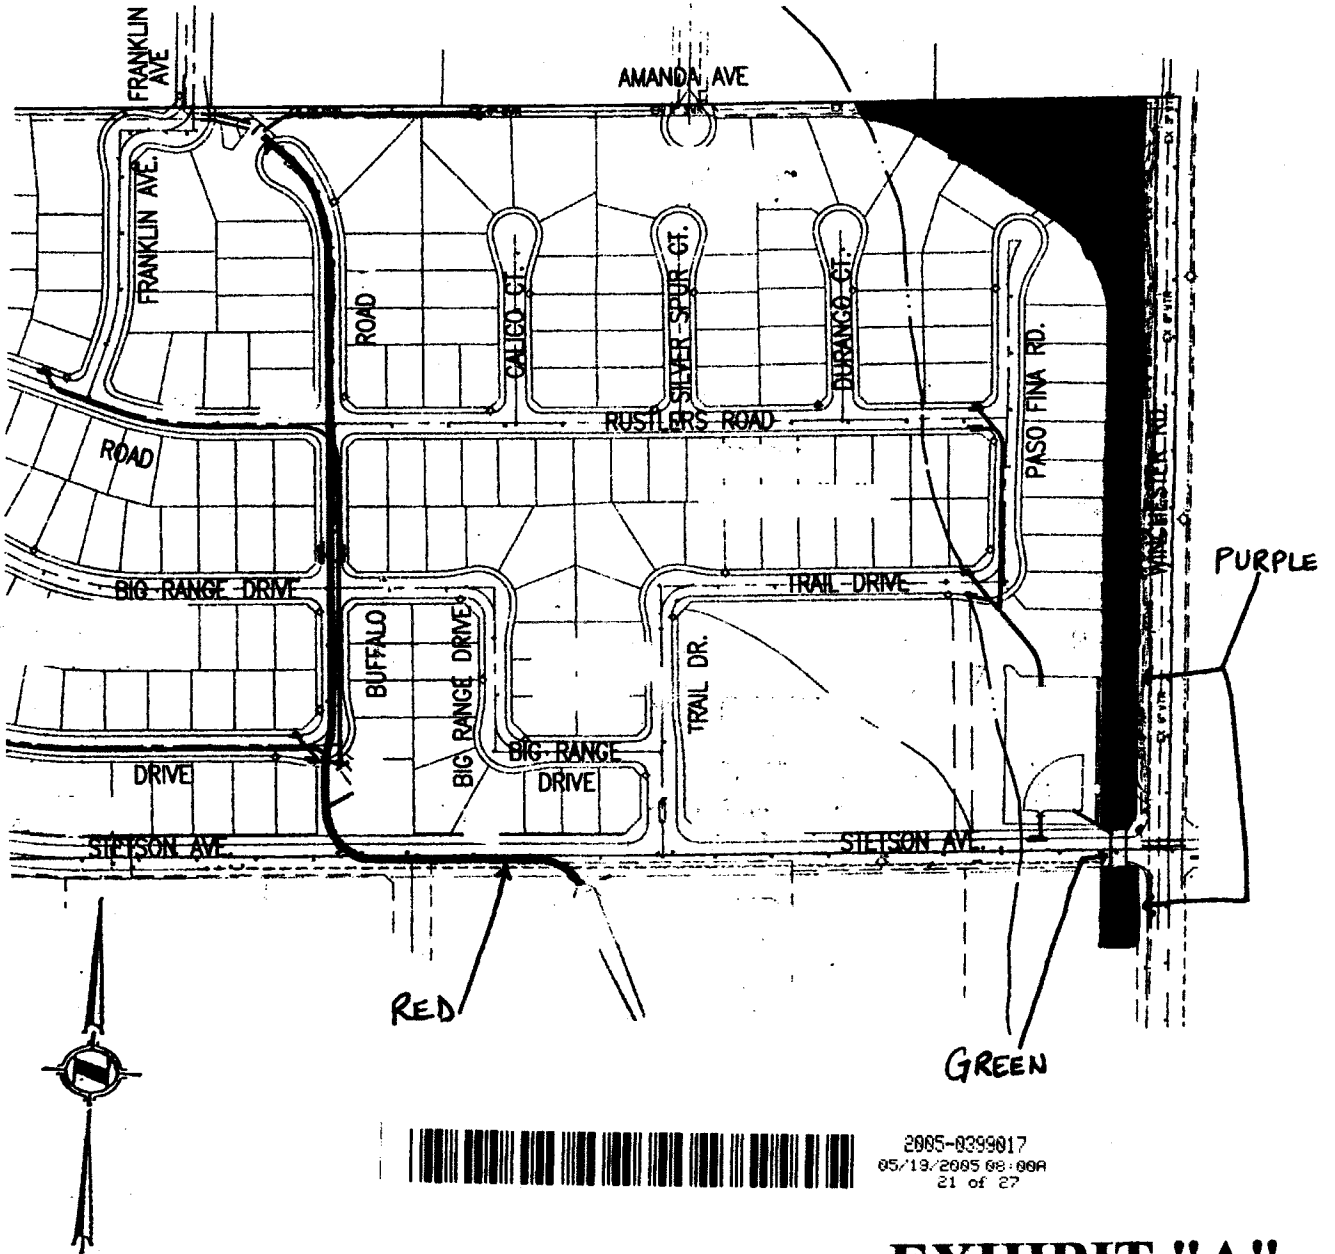 FRANKLIN
AVE
AMANDA AVE
FRANKLIN AVE.
ROAD
CALICO CT.
SILVER SPUR CT.
DURANGO CT.
PASO FINA RD.
WINCHESTER RD.
RUSTLERS ROAD
ROAD
BIG RANGE DRIVE
TRAIL DRIVE
PURPLE
BUFFALO
BIG RANGE DRIVE
TRAIL DR.
BIG RANGE
DRIVE
DRIVE
STETSON AVE.
STETSON AVE.
RED
GREEN
2005-0399017
05/19/2005 08:00A
21 of 27
EXHIBIT "A"